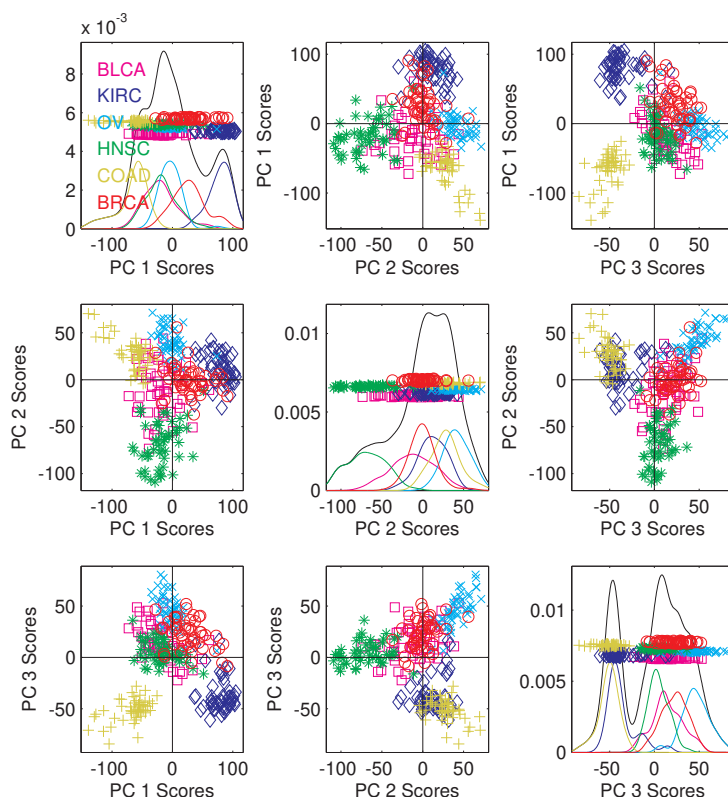 x 10⁻³
8
6
4
2
0
BLCA
KIRC
OV
HNSC
COAD
BRCA
-100 0 100
PC 1 Scores
PC 1 Scores
100
50
0
-100
-100 -50 0 50
PC 2 Scores
PC 1 Scores
100
50
0
-100
-50 0 50
PC 3 Scores
PC 2 Scores
50
0
-50
-100
-100 0 100
PC 1 Scores
0.01
0.005
0
-100 -50 0 50
PC 2 Scores
PC 2 Scores
50
0
-50
-100
-50 0 50
PC 3 Scores
PC 3 Scores
50
0
-50
-100 0 100
PC 1 Scores
PC 3 Scores
50
0
-50
-100 -50 0 50
PC 2 Scores
0.01
0.005
0
-50 0 50
PC 3 Scores